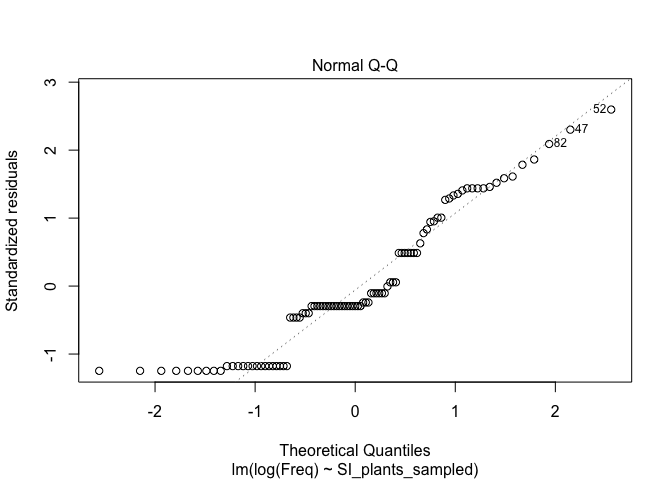 Normal Q-Q
Standardized residuals
3
2
1
0
-1
52
47
82
-2 -1 0 1 2
Theoretical Quantiles
lm(log(Freq) ~ SI_plants_sampled)